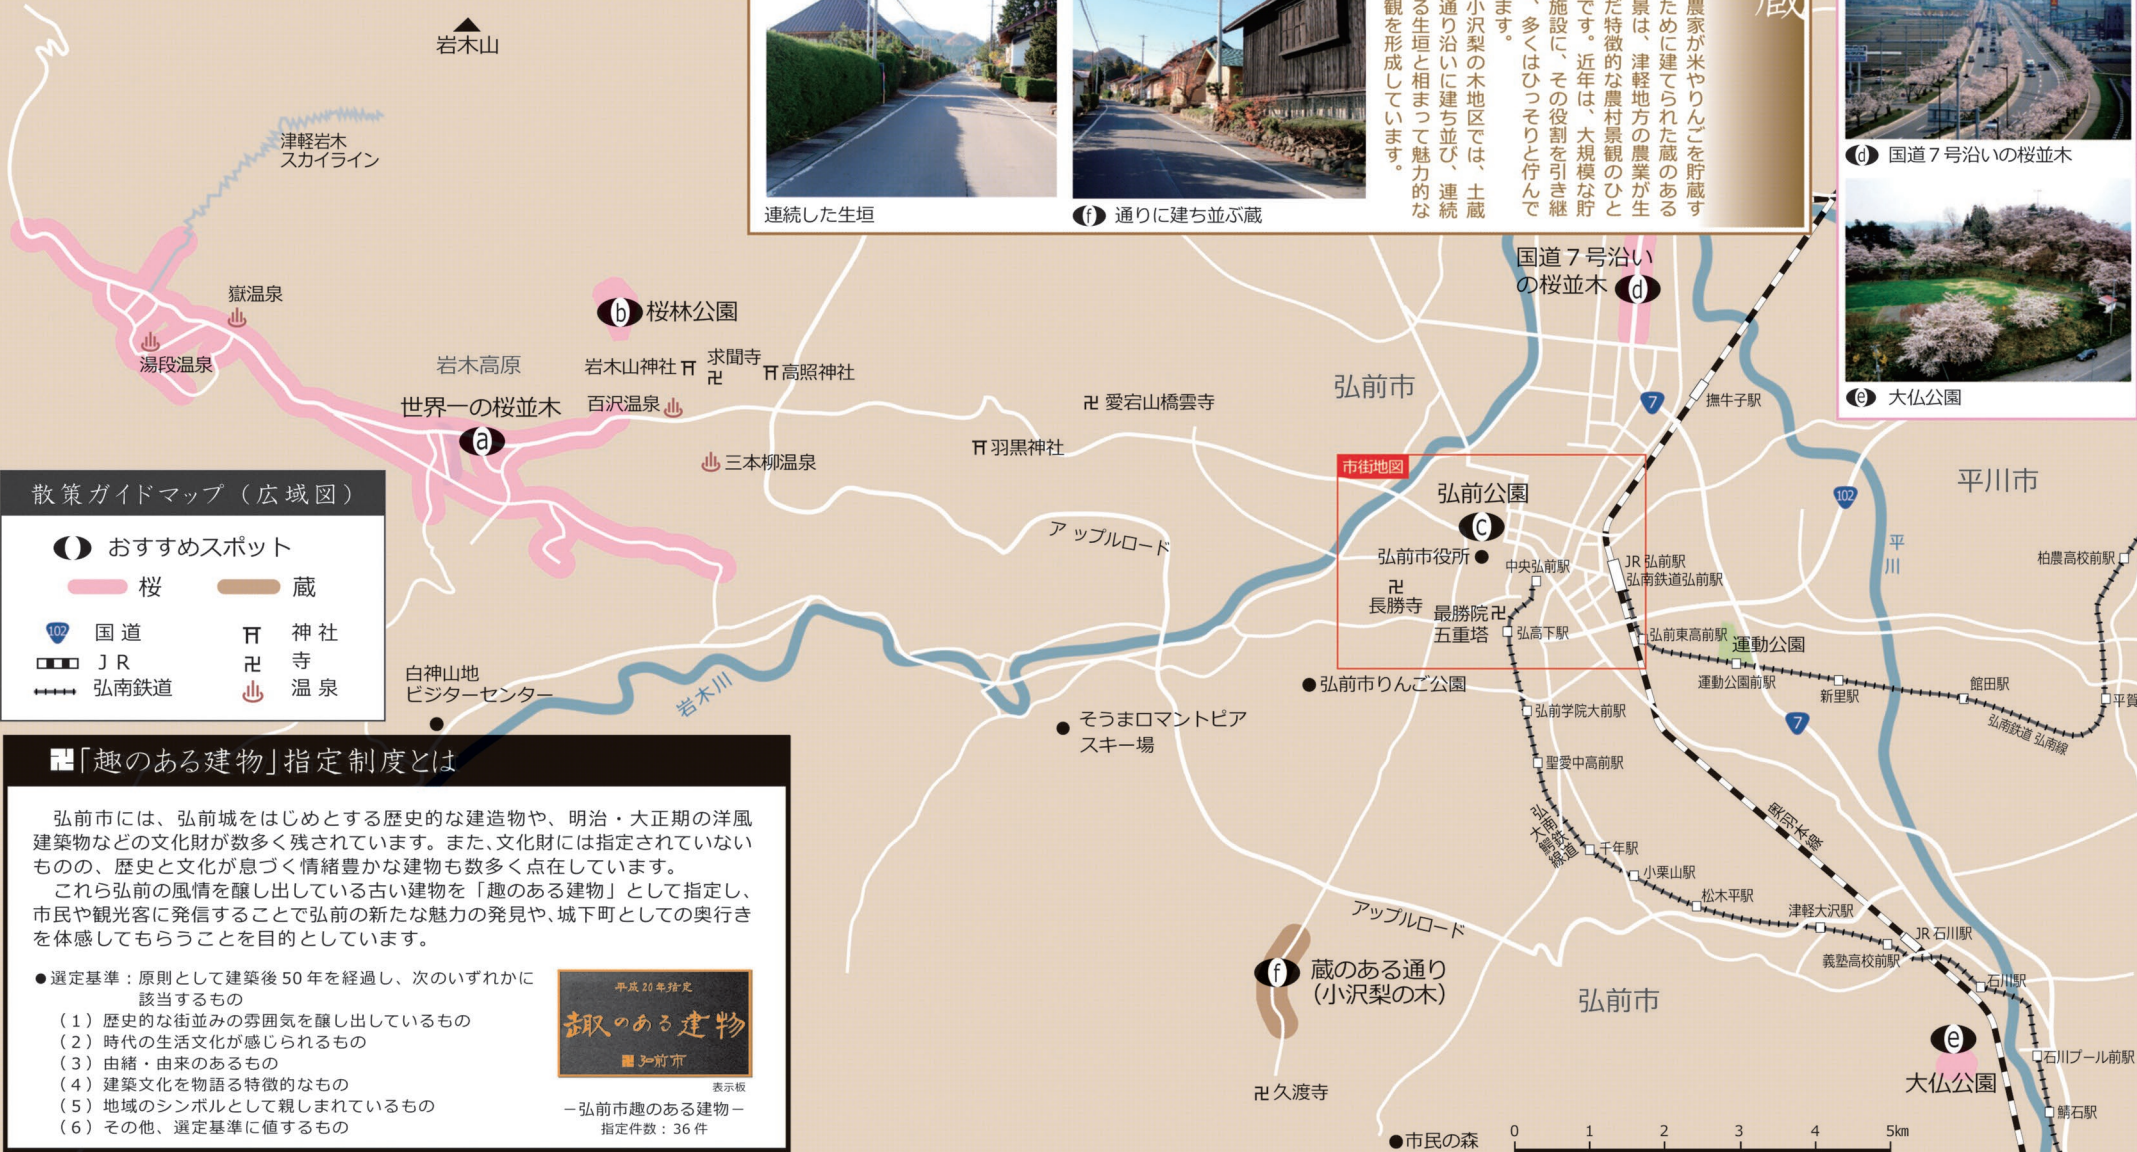 岩木山
津軽岩木
スカイライン
嶽温泉
湯段温泉
b
桜林公園
岩木高原
岩木山神社
求聞寺
高照神社
世界一の桜並木
a
百沢温泉
三本柳温泉
愛宕山橋雲寺
羽黒神社
アップルロード
連続した生垣
f 通りに建ち並ぶ蔵
蔵
農家が米やりんごを貯蔵す
ために建てられた蔵のある
景は、津軽地方の農業が生
だ特徴的な農村景観のひと
です。近年は、大規模な貯
施設に、その役割を引き継
、多くはひっそりと佇んで
ます。
小沢梨の木地区では、土蔵
通り沿いに建ち並び、連続
る生垣と相まって魅力的な
観を形成しています。
d 国道7号沿いの桜並木
e 大仏公園
国道7号沿い
の桜並木
d
弘前市
7
撫牛子駅
102
平川市
平川
市街地図
弘前公園
c
弘前市役所
長勝寺
中央弘前駅
最勝院
五重塔
弘高下駅
JR 弘前駅
弘南鉄道弘前駅
弘前東高前駅
運動公園
運動公園前駅
新里駅
館田駅
弘南鉄道 弘南線
柏農高校前駅
平賀
7
弘前市りんご公園
弘前学院大前駅
聖愛中高前駅
弘南鉄道
大鰐線
千年駅
小栗山駅
松木平駅
津軽大沢駅
義塾高校前駅
JR 石川駅
石川駅
石川プール前駅
鯖石駅
奥羽本線
e
大仏公園
弘前市
アップルロード
f
蔵のある通り
(小沢梨の木)
久渡寺
市民の森
0 1 2 3 4 5km
そうまロマントピア
スキー場
岩木川
白神山地
ビジターセンター
散策ガイドマップ(広域図)
おすすめスポット
桜
蔵
102 国道
神社
JR
寺
弘南鉄道
温泉
卍「趣のある建物」指定制度とは
弘前市には、弘前城をはじめとする歴史的な建造物や、明治・大正期の洋風
建築物などの文化財が数多く残されています。また、文化財には指定されていない
ものの、歴史と文化が息づく情緒豊かな建物も数多く点在しています。
これら弘前の風情を醸し出している古い建物を「趣のある建物」として指定し、
市民や観光客に発信することで弘前の新たな魅力の発見や、城下町としての奥行き
を体感してもらうことを目的としています。
●選定基準:原則として建築後50年を経過し、次のいずれかに
該当するもの
(1)歴史的な街並みの雰囲気を醸し出しているもの
(2)時代の生活文化が感じられるもの
(3)由緒・由来のあるもの
(4)建築文化を物語る特徴的なもの
(5)地域のシンボルとして親しまれているもの
(6)その他、選定基準に値するもの
平成20年指定
趣のある建物
卍 弘前市
表示板
－弘前市趣のある建物－
指定件数:36件